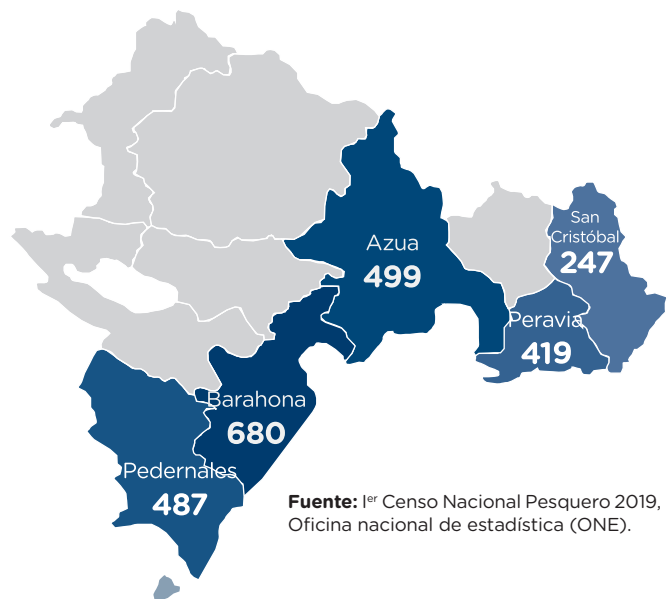 San
Cristóbal
247
Azua
499
Peravia
419
Barahona
680
Pedernales
487
Fuente: Iᵉʳ Censo Nacional Pesquero 2019,
Oficina nacional de estadística (ONE).